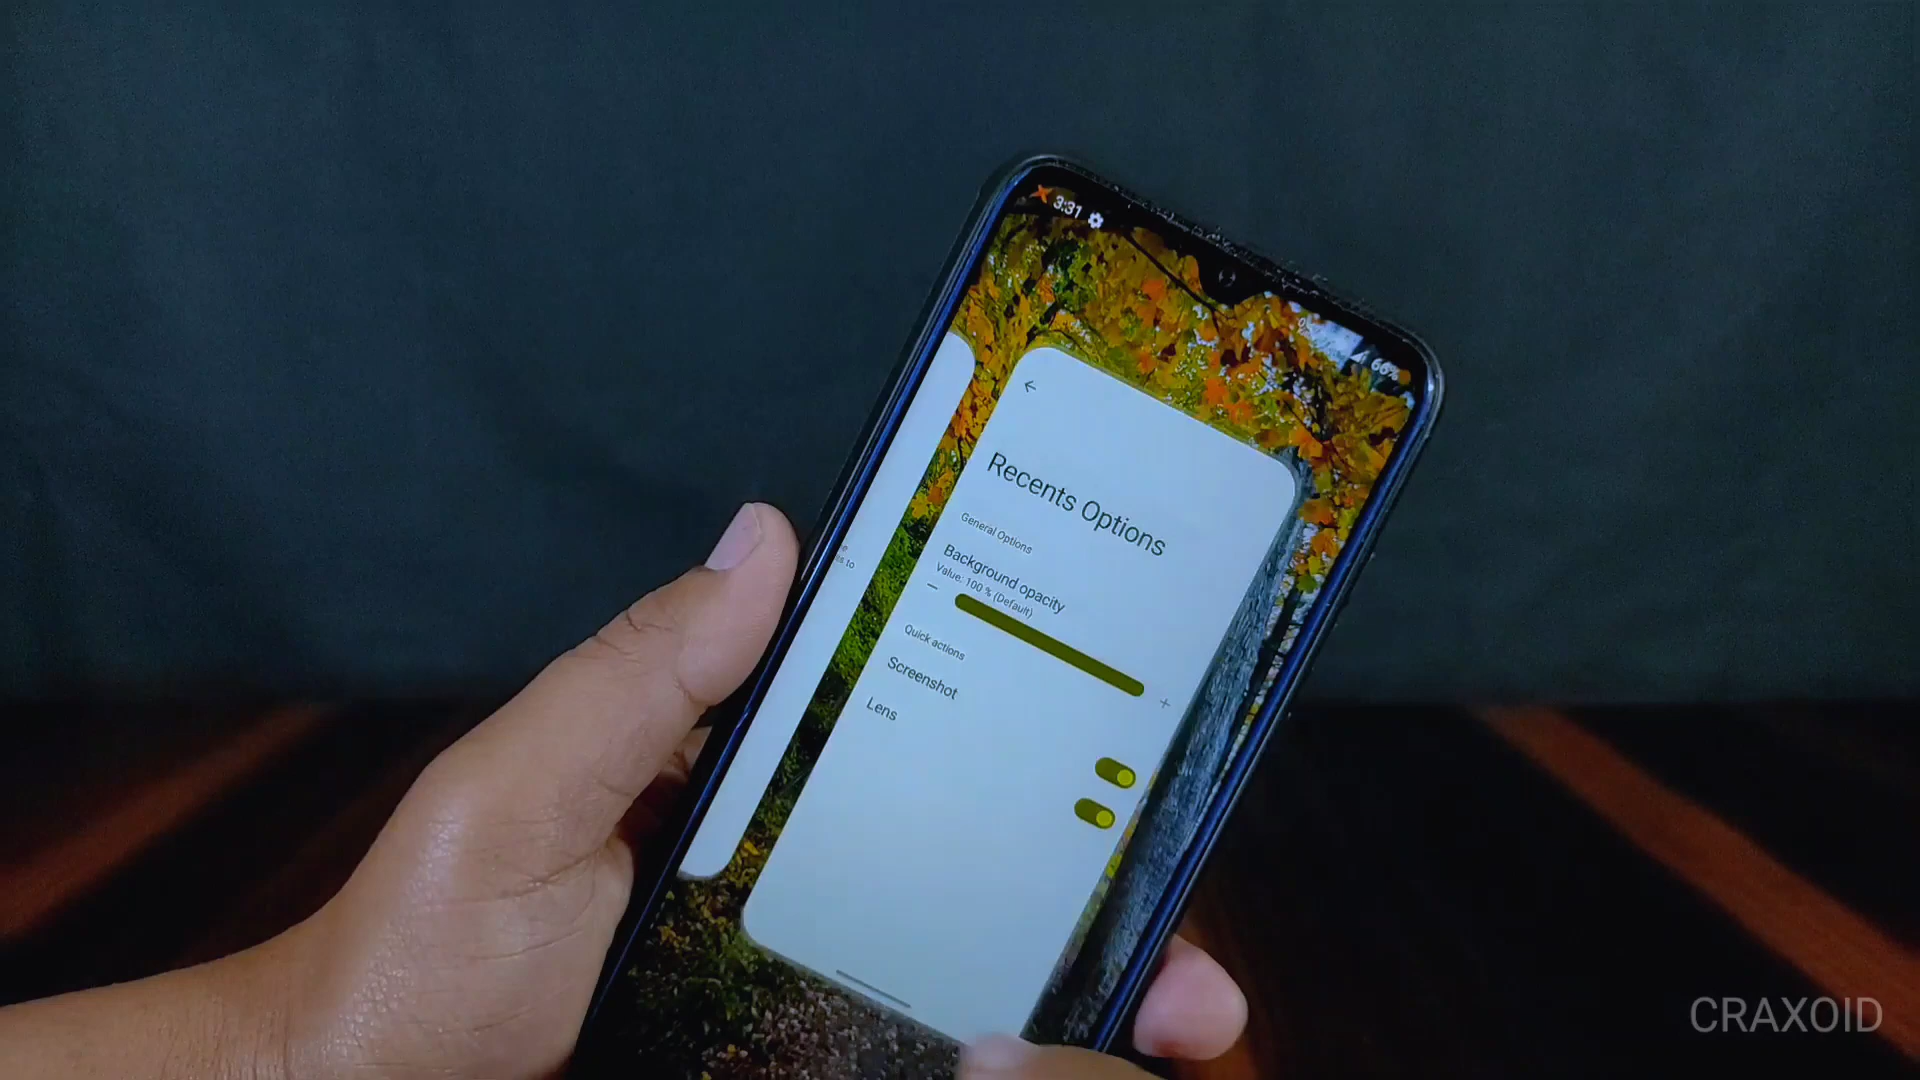 3:31
66%
←
Recents Options
General Options
Background opacity
Value: 100 % (Default)
− +
Quick actions
Screenshot
Lens
CRAXOID